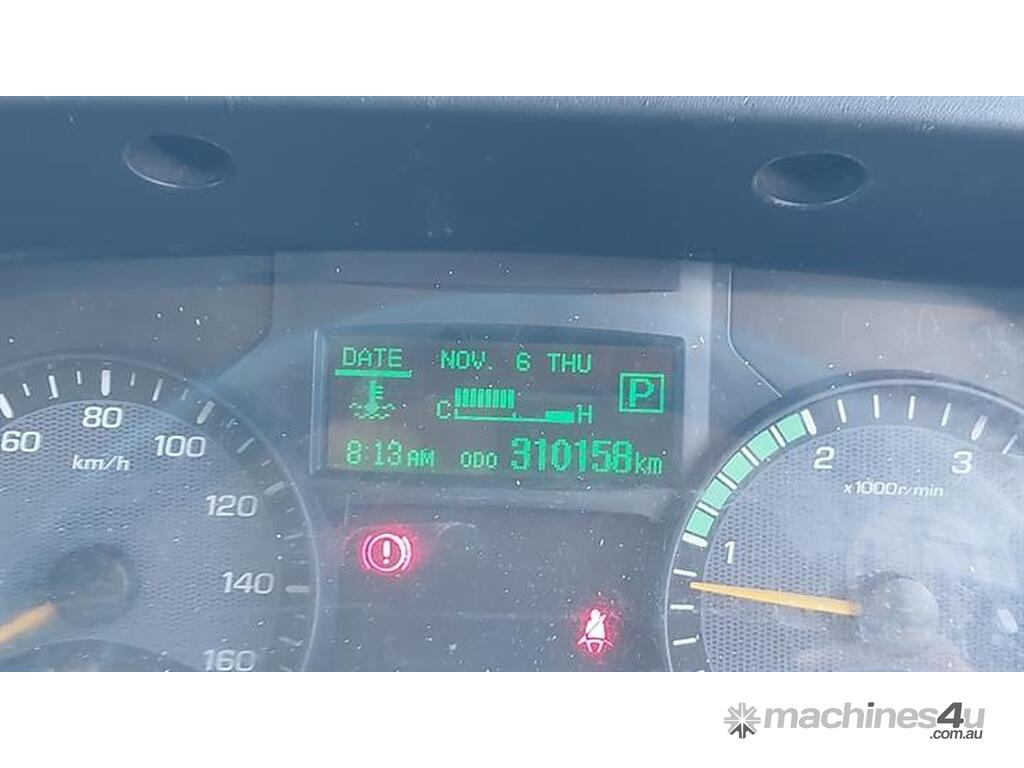 DATE NOV. 6 THU
C H P
8:13 AM ODO 310158 km
60 80 100 120 140 160
km/h
1 2 3
x1000r/min
machines4u
.com.au